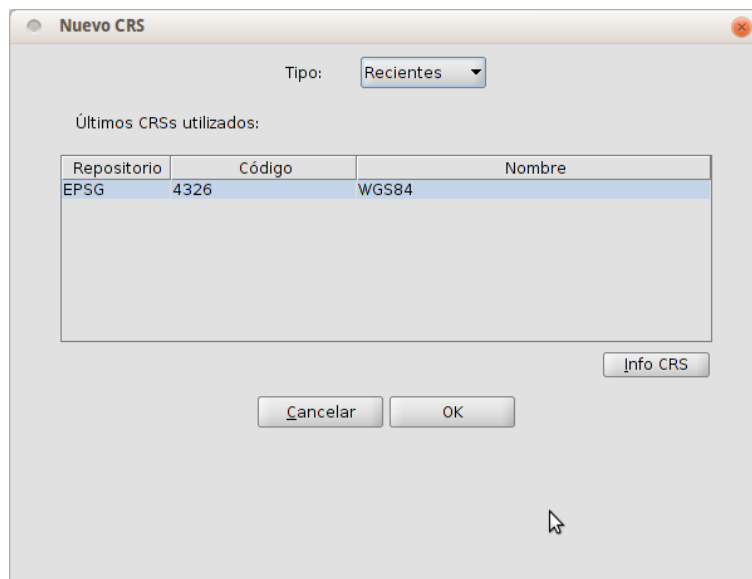 Nuevo CRS
Tipo: Recientes
Últimos CRSs utilizados:
Repositorio Código Nombre
EPSG 4326 WGS84
Info CRS
Cancelar OK